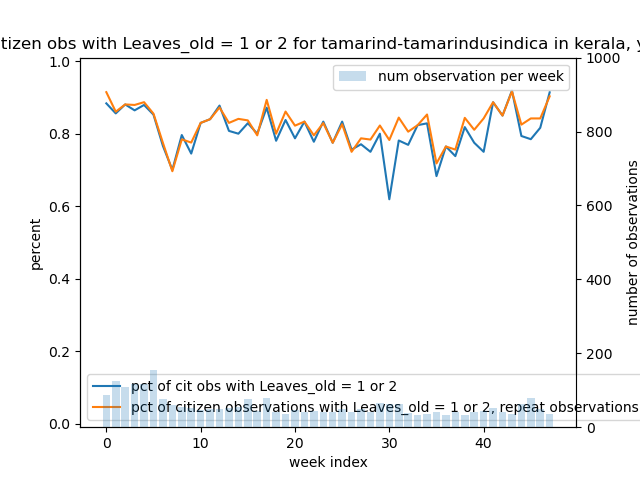 tizen obs with Leaves_old = 1 or 2 for tamarind-tamarindusindica in kerala, y
num observation per week
1.0
0.8
0.6
0.4
0.2
0.0
percent
1000
800
600
400
200
0
number of observations
pct of cit obs with Leaves_old = 1 or 2
pct of citizen observations with Leaves_old = 1 or 2, repeat observations
0
10
20
30
40
week index